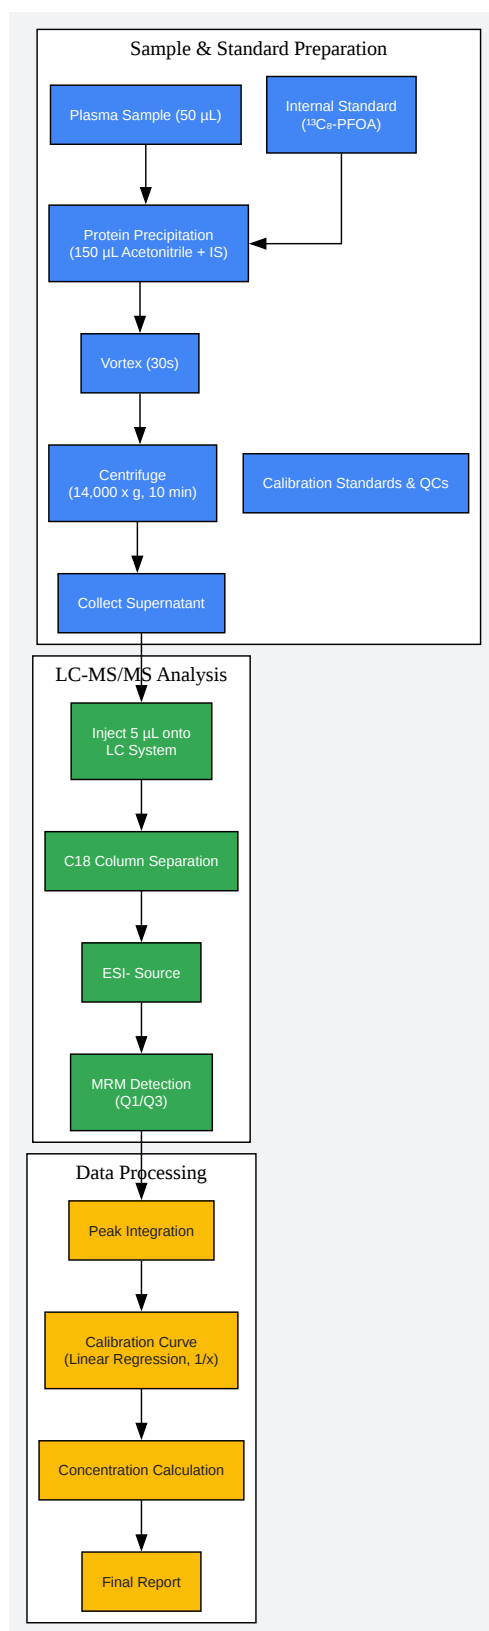 Sample & Standard Preparation
Plasma Sample (50 µL)
Internal Standard
(¹³C₈-PFOA)
Protein Precipitation
(150 µL Acetonitrile + IS)
Vortex (30s)
Centrifuge
(14,000 x g, 10 min)
Calibration Standards & QCs
Collect Supernatant
LC-MS/MS Analysis
Inject 5 µL onto
LC System
C18 Column Separation
ESI- Source
MRM Detection
(Q1/Q3)
Data Processing
Peak Integration
Calibration Curve
(Linear Regression, 1/x)
Concentration Calculation
Final Report